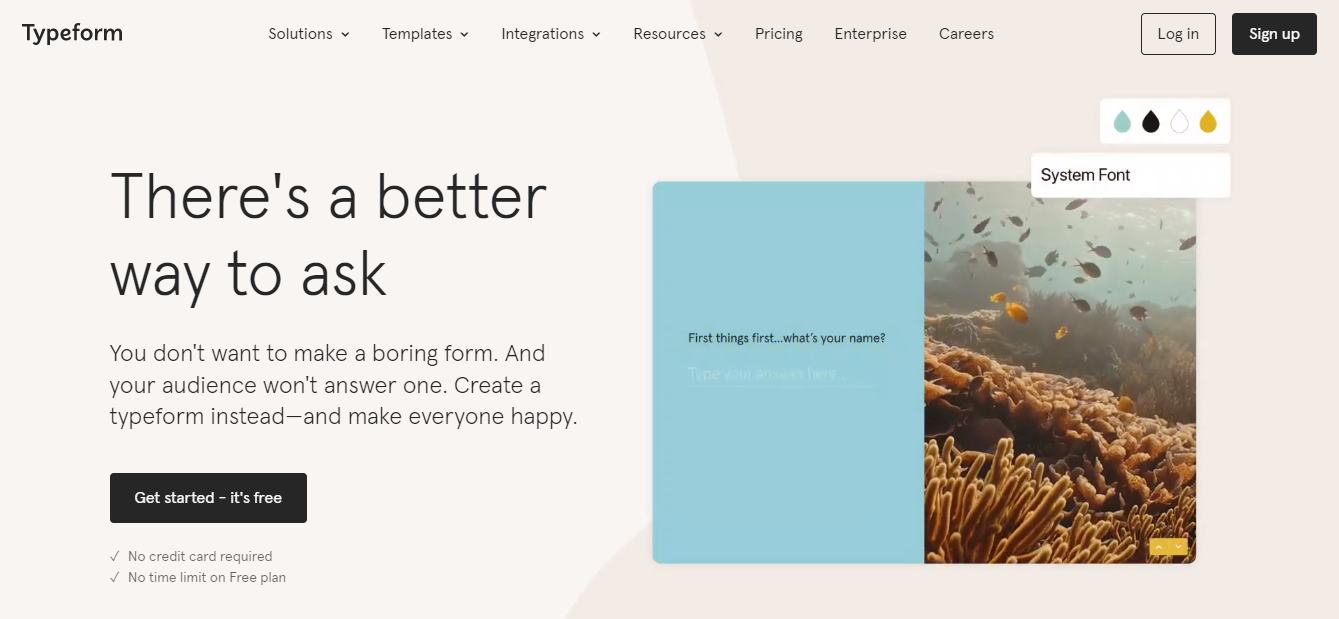 Typeform
Solutions
Templates
Integrations
Resources
Pricing
Enterprise
Careers
Log in
Sign up
There's a better
way to ask
You don't want to make a boring form. And
your audience won't answer one. Create a
typeform instead—and make everyone happy.
Get started - it's free
✓ No credit card required
✓ No time limit on Free plan
System Font
First things first...what's your name?
Type your answer here...